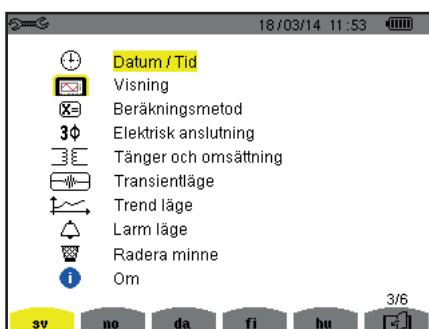 18/03/14 11:53
Datum / Tid
Visning
X= Beräkningsmetod
3Φ Elektrisk anslutning
Tänger och omsättning
Transientläge
Trend läge
Larm läge
Radera minne
i Om
3/6
sv no da fi hu